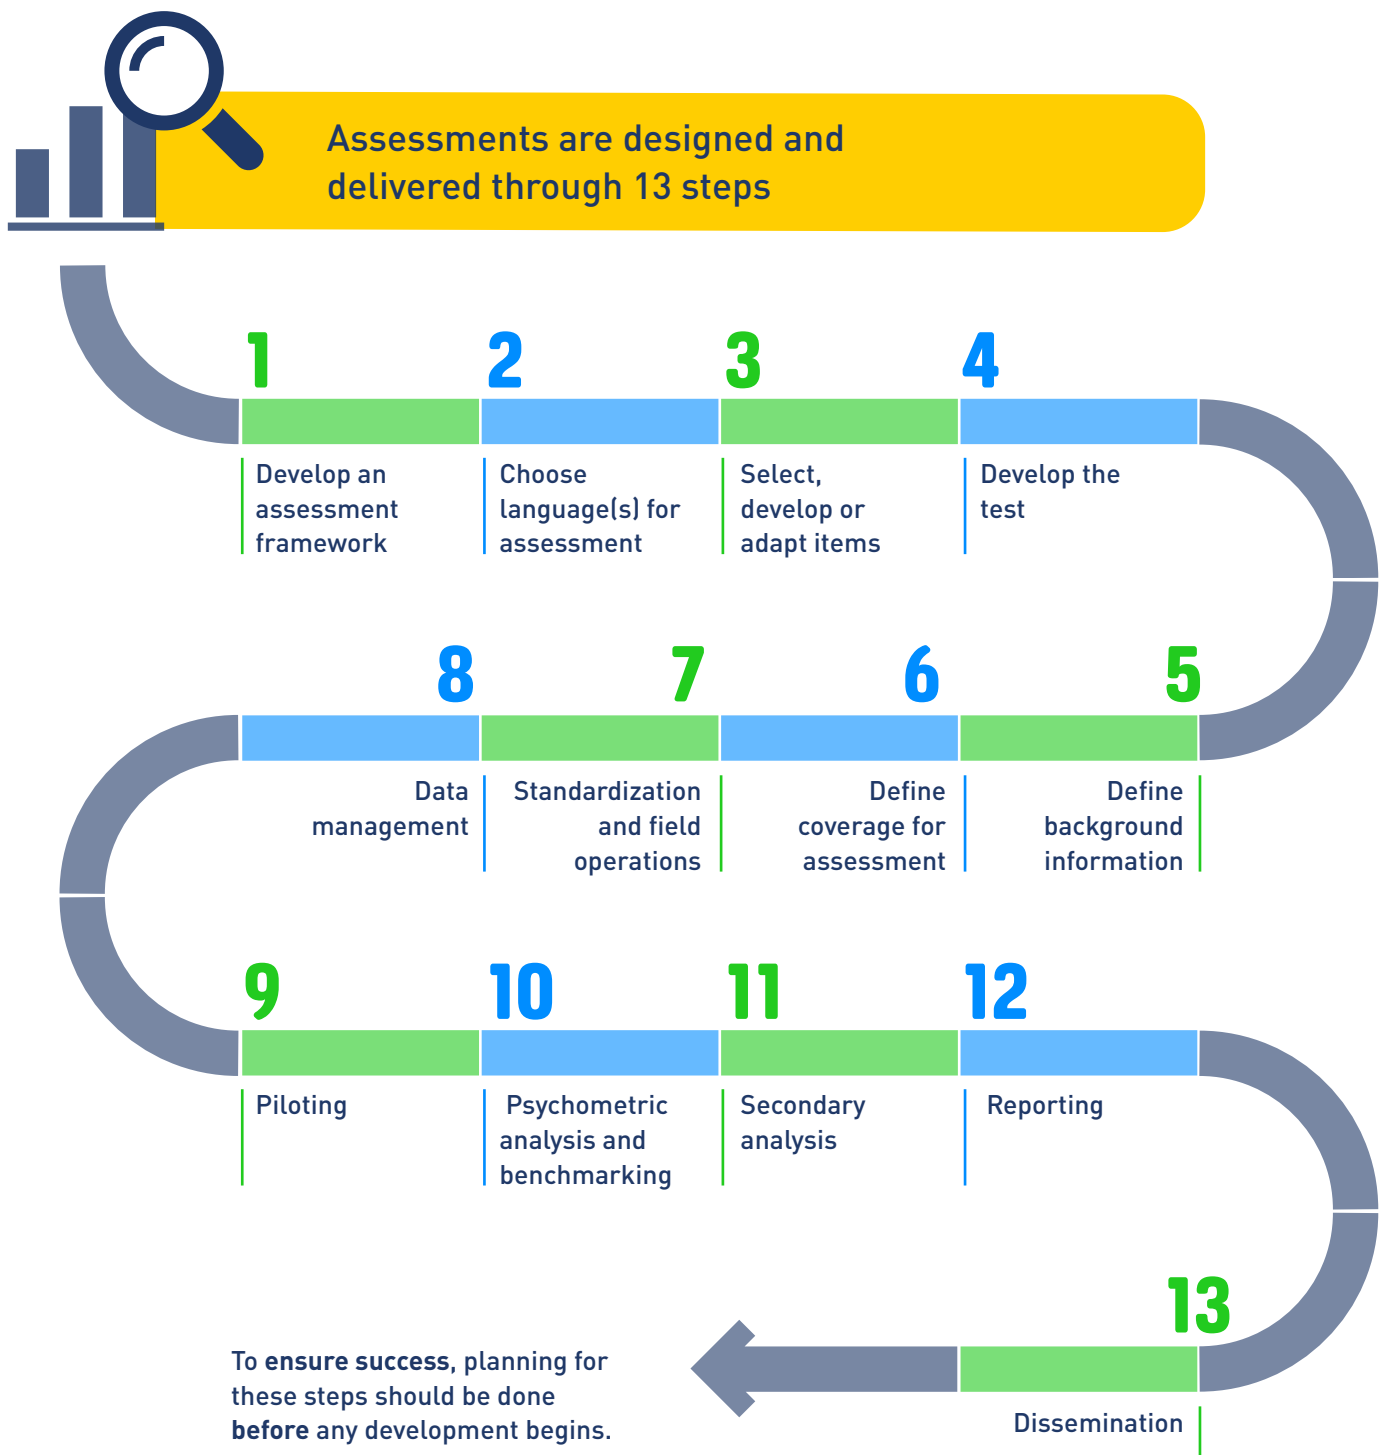 Assessments are designed and
delivered through 13 steps
1
Develop an
assessment
framework
2
Choose
language(s) for
assessment
3
Select,
develop or
adapt items
4
Develop the
test
5
Define
background
information
6
Define
coverage for
assessment
7
Standardization
and field
operations
8
Data
management
9
Piloting
10
Psychometric
analysis and
benchmarking
11
Secondary
analysis
12
Reporting
13
Dissemination
To ensure success, planning for
these steps should be done
before any development begins.